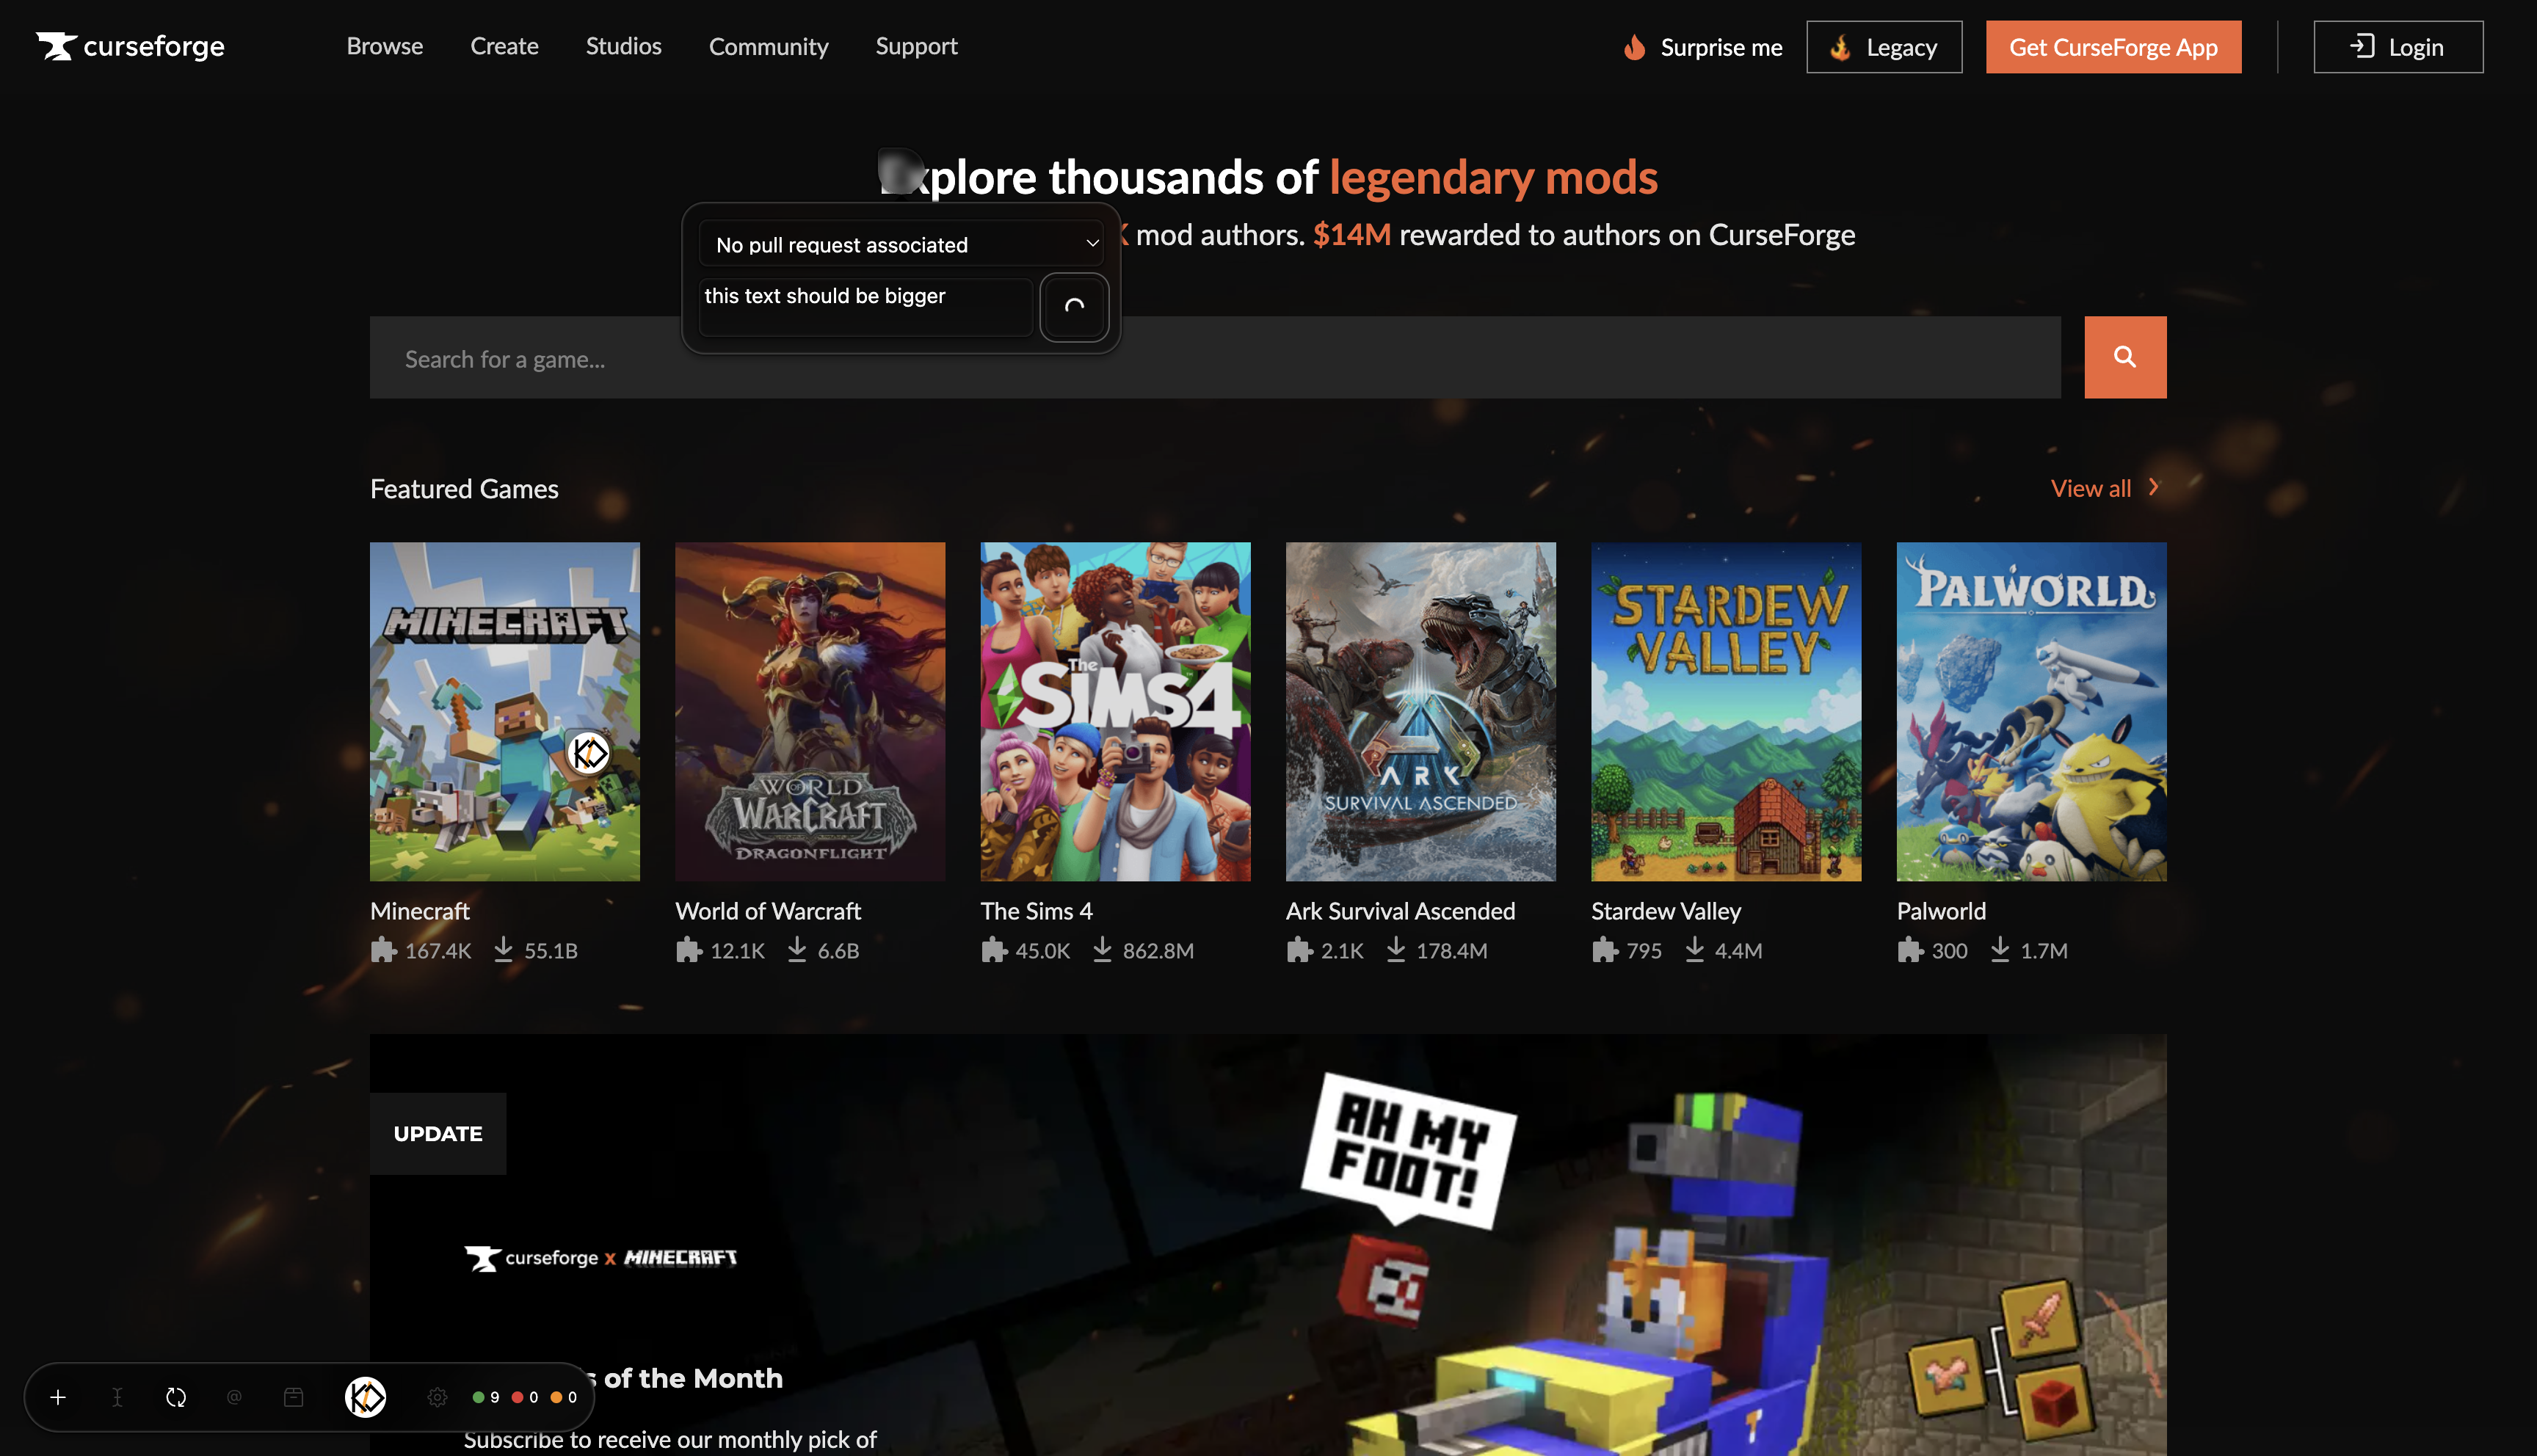 curseforge
Browse
Create
Studios
Community
Support
Surprise me
Legacy
Get CurseForge App
Login
plore thousands of legendary mods
mod authors. $14M rewarded to authors on CurseForge
No pull request associated
this text should be bigger
Search for a game...
Featured Games
View all
MINECRAFT
WORLD OF WARCRAFT
DRAGONFLIGHT
The SIMS 4
ARK
SURVIVAL ASCENDED
STARDEW VALLEY
PALWORLD
Minecraft
World of Warcraft
The Sims 4
Ark Survival Ascended
Stardew Valley
Palworld
167.4K 55.1B
12.1K 6.6B
45.0K 862.8M
2.1K 178.4M
795 4.4M
300 1.7M
UPDATE
AH MY
FOOT!
curseforge x MINECRAFT
s of the Month
Subscribe to receive our monthly pick of
@ 9 0 0